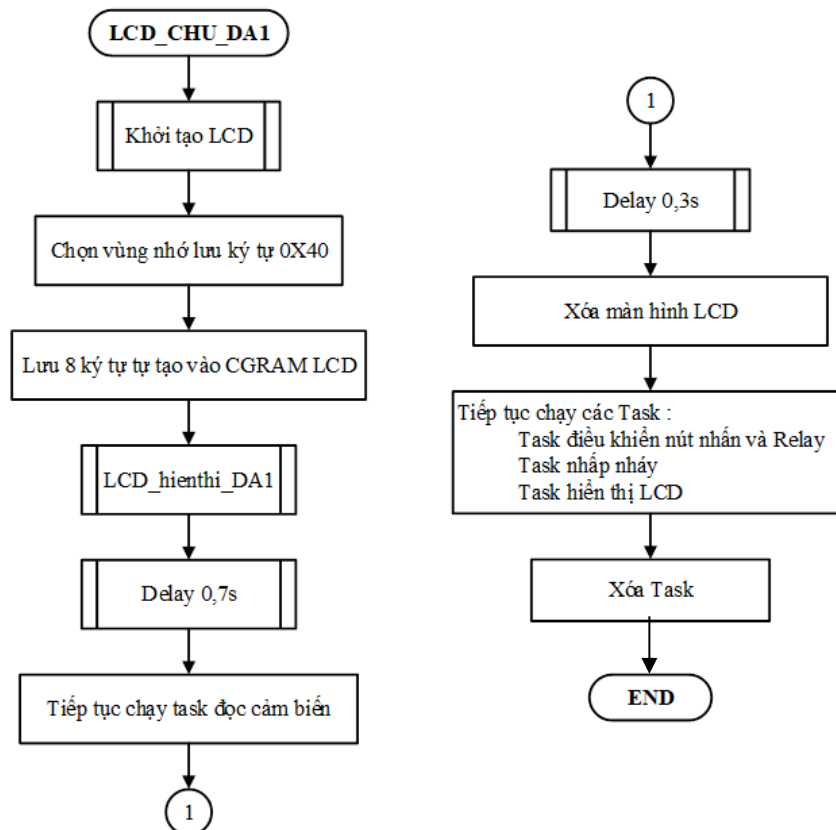 LCD_CHU_DA1
Khởi tạo LCD
Chọn vùng nhớ lưu ký tự 0X40
Lưu 8 ký tự tự tạo vào CGRAM LCD
LCD_hienthi_DA1
Delay 0,7s
Tiếp tục chạy task đọc cảm biến
1
1
Delay 0,3s
Xóa màn hình LCD
Tiếp tục chạy các Task :
Task điều khiển nút nhấn và Relay
Task nhấp nháy
Task hiển thị LCD
Xóa Task
END